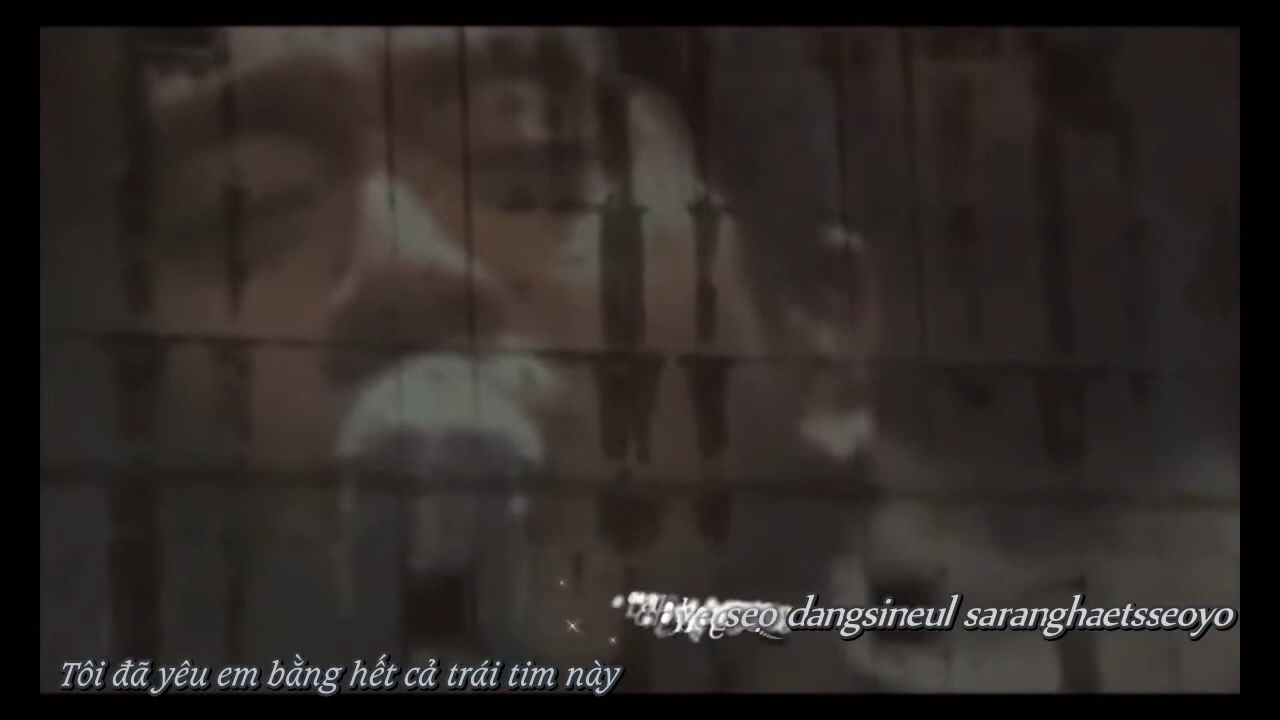 dangsineul saranghaetsseoyo
Tôi đã yêu em bằng hết cả trái tim này